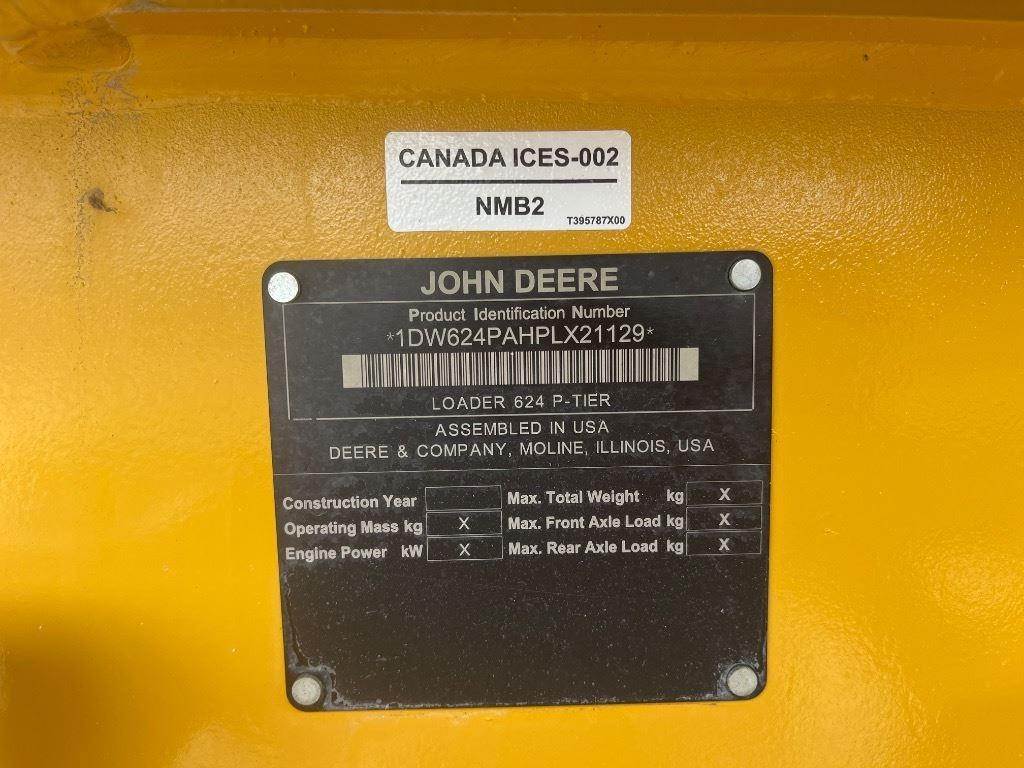 CANADA ICES-002
NMB2
T395787X00
JOHN DEERE
Product Identification Number
*1DW624PAHPLX21129*
LOADER 624 P-TIER
ASSEMBLED IN USA
DEERE & COMPANY, MOLINE, ILLINOIS, USA
Construction Year Max. Total Weight kg X
Operating Mass kg X Max. Front Axle Load kg X
Engine Power kW X Max. Rear Axle Load kg X